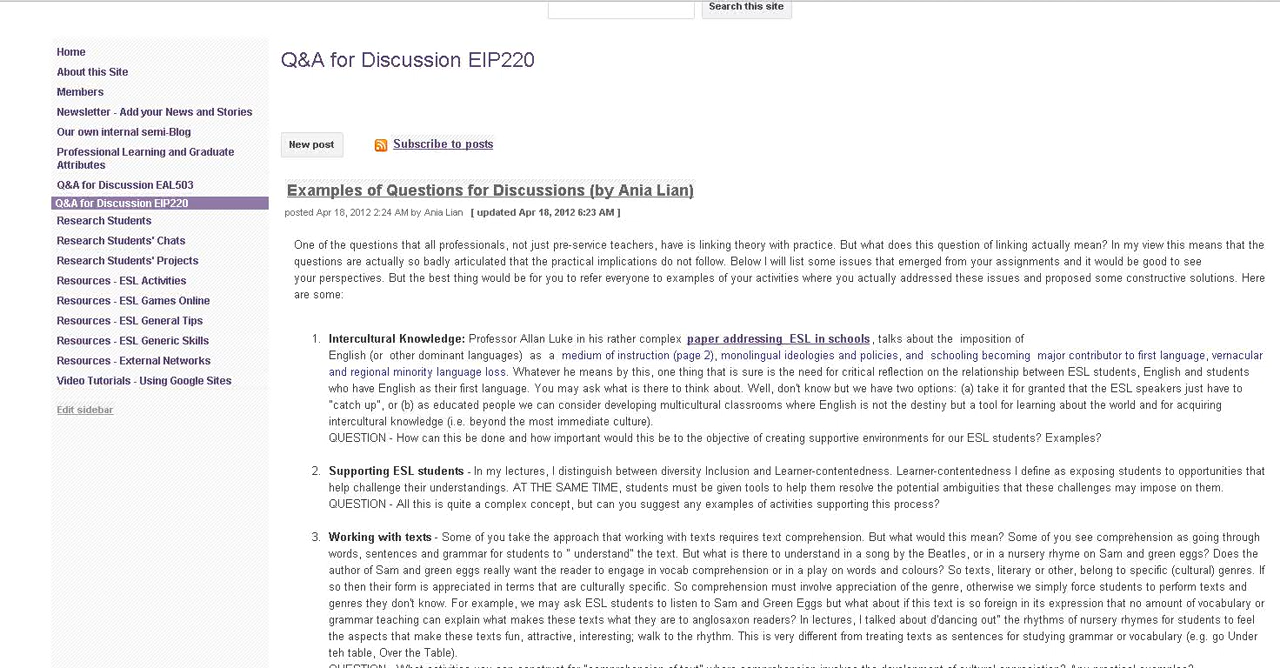 Search this site
Home
About this Site
Members
Newsletter - Add your News and Stories
Our own internal semi-Blog
Professional Learning and Graduate
Attributes
Q&A for Discussion EAL503
Q&A for Discussion EIP220
Research Students
Research Students' Chats
Research Students' Projects
Resources - ESL Activities
Resources - ESL Games Online
Resources - ESL General Tips
Resources - ESL Generic Skills
Resources - External Networks
Video Tutorials - Using Google Sites
Edit sidebar
Q&A for Discussion EIP220
New post
Subscribe to posts
Examples of Questions for Discussions (by Ania Lian)
posted Apr 18, 2012 2:24 AM by Ania Lian [ updated Apr 18, 2012 6:23 AM ]
One of the questions that all professionals, not just pre-service teachers, have is linking theory with practice. But what does this question of linking actually mean? In my view this means that the
questions are actually so badly articulated that the practical implications do not follow. Below I will list some issues that emerged from your assignments and it would be good to see
your perspectives. But the best thing would be for you to refer everyone to examples of your activities where you actually addressed these issues and proposed some constructive solutions. Here
are some:
1. Intercultural Knowledge: Professor Allan Luke in his rather complex paper addressing ESL in schools, talks about the imposition of
English (or other dominant languages) as a medium of instruction (page 2), monolingual ideologies and policies, and schooling becoming major contributor to first language, vernacular
and regional minority language loss. Whatever he means by this, one thing that is sure is the need for critical reflection on the relationship between ESL students, English and students
who have English as their first language. You may ask what is there to think about. Well, don't know but we have two options: (a) take it for granted that the ESL speakers just have to
"catch up", or (b) as educated people we can consider developing multicultural classrooms where English is not the destiny but a tool for learning about the world and for acquiring
intercultural knowledge (i.e. beyond the most immediate culture).
QUESTION - How can this be done and how important would this be to the objective of creating supportive environments for our ESL students? Examples?
2. Supporting ESL students - In my lectures, I distinguish between diversity Inclusion and Learner-contentedness. Learner-contentedness I define as exposing students to opportunities that
help challenge their understandings. AT THE SAME TIME, students must be given tools to help them resolve the potential ambiguities that these challenges may impose on them.
QUESTION - All this is quite a complex concept, but can you suggest any examples of activities supporting this process?
3. Working with texts - Some of you take the approach that working with texts requires text comprehension. But what would this mean? Some of you see comprehension as going through
words, sentences and grammar for students to " understand" the text. But what is there to understand in a song by the Beatles, or in a nursery rhyme on Sam and green eggs? Does the
author of Sam and green eggs really want the reader to engage in vocab comprehension or in a play on words and colours? So texts, literary or other, belong to specific (cultural) genres. If
so then their form is appreciated in terms that are culturally specific. So comprehension must involve appreciation of the genre, otherwise we simply force students to perform texts and
genres they don't know. For example, we may ask ESL students to listen to Sam and Green Eggs but what about if this text is so foreign in its expression that no amount of vocabulary or
grammar teaching can explain what makes these texts what they are to anglosaxon readers? In lectures, I talked about d'dancing out" the rhythms of nursery rhymes for students to feel
the aspects that make these texts fun, attractive, interesting; walk to the rhythm. This is very different from treating texts as sentences for studying grammar or vocabulary (e.g. go Under
teh table, Over the Table).